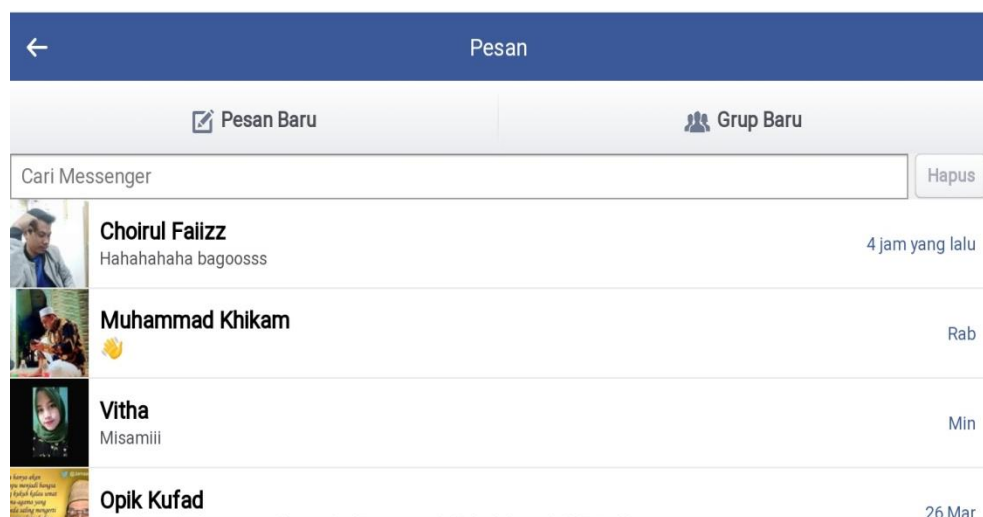 Pesan
Pesan Baru
Grup Baru
Cari Messenger
Hapus
Choirul Faiizz
4 jam yang lalu
Hahahahaha bagoosss
Muhammad Khikam
Rab
👋
Vitha
Min
Misamiii
Opik Kufad
26 Mar